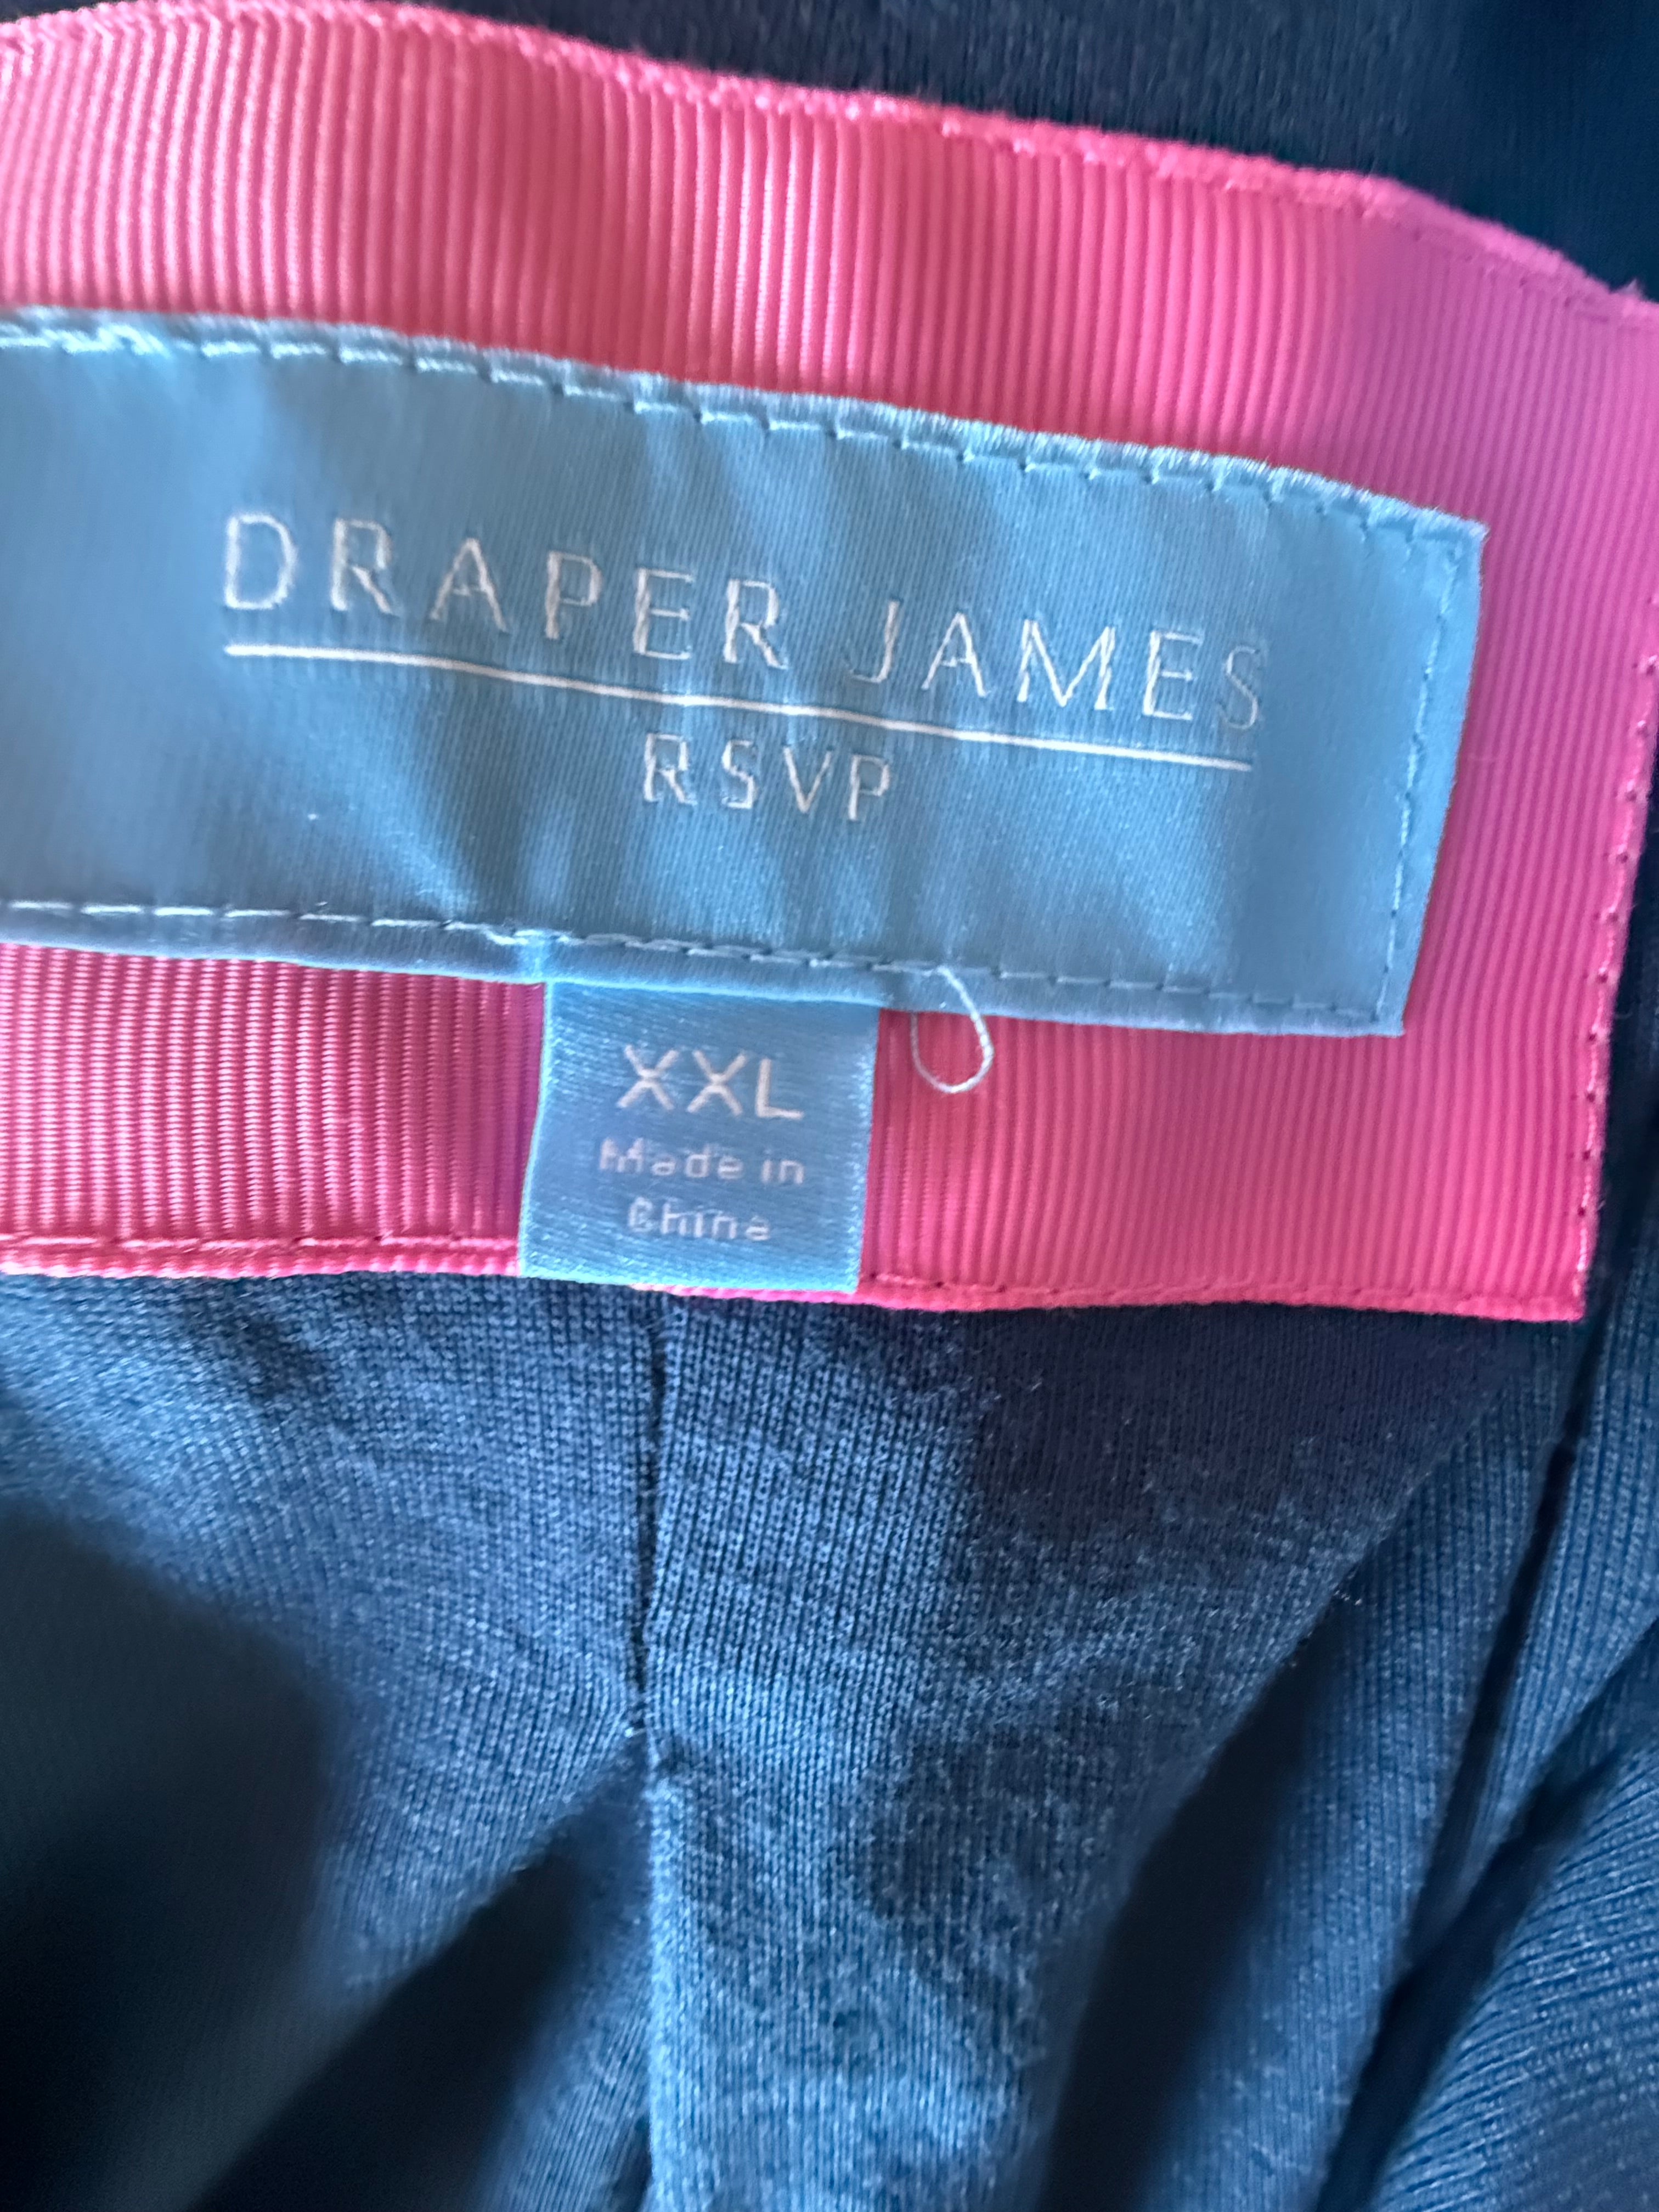 DRAPER JAMES
RSVP
XXL
Made in
China